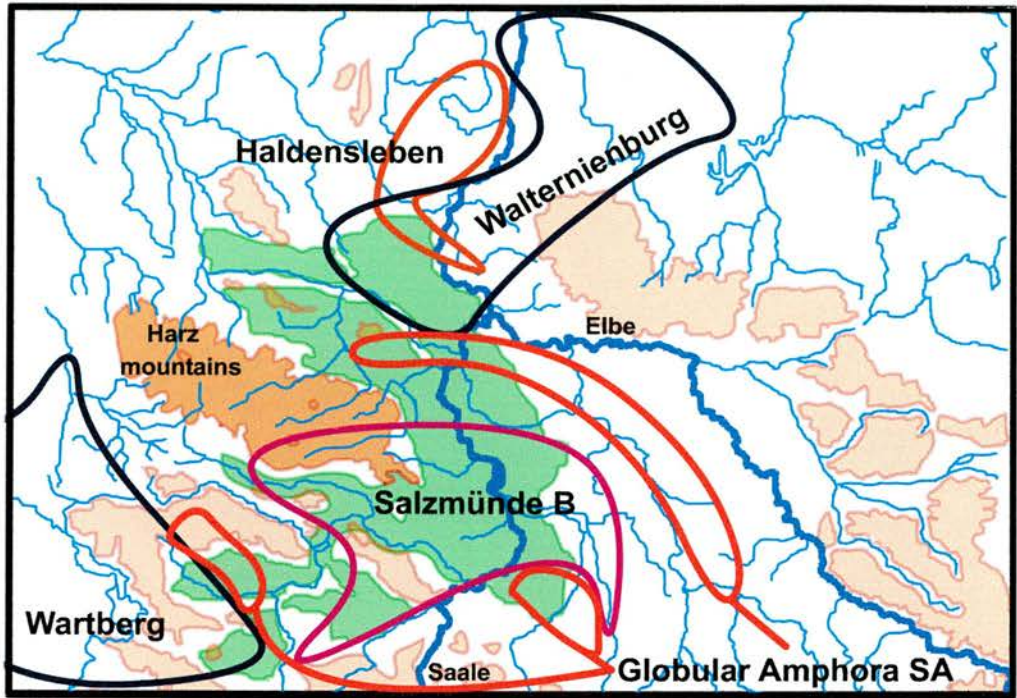 Haldensleben
Walternienburg
Elbe
Harz
mountains
Salzmünde B
Wartberg
Saale
Globular Amphora SA